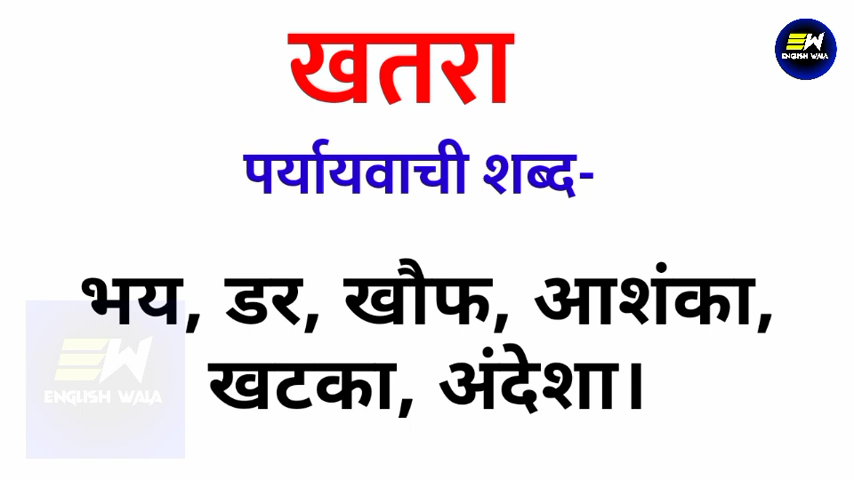 खतरा
EW
ENGLISH WALA
पर्यायवाची शब्द-
भय, डर, खौफ, आशंका,
खटका, अंदेशा।
EW
ENGLISH WALA